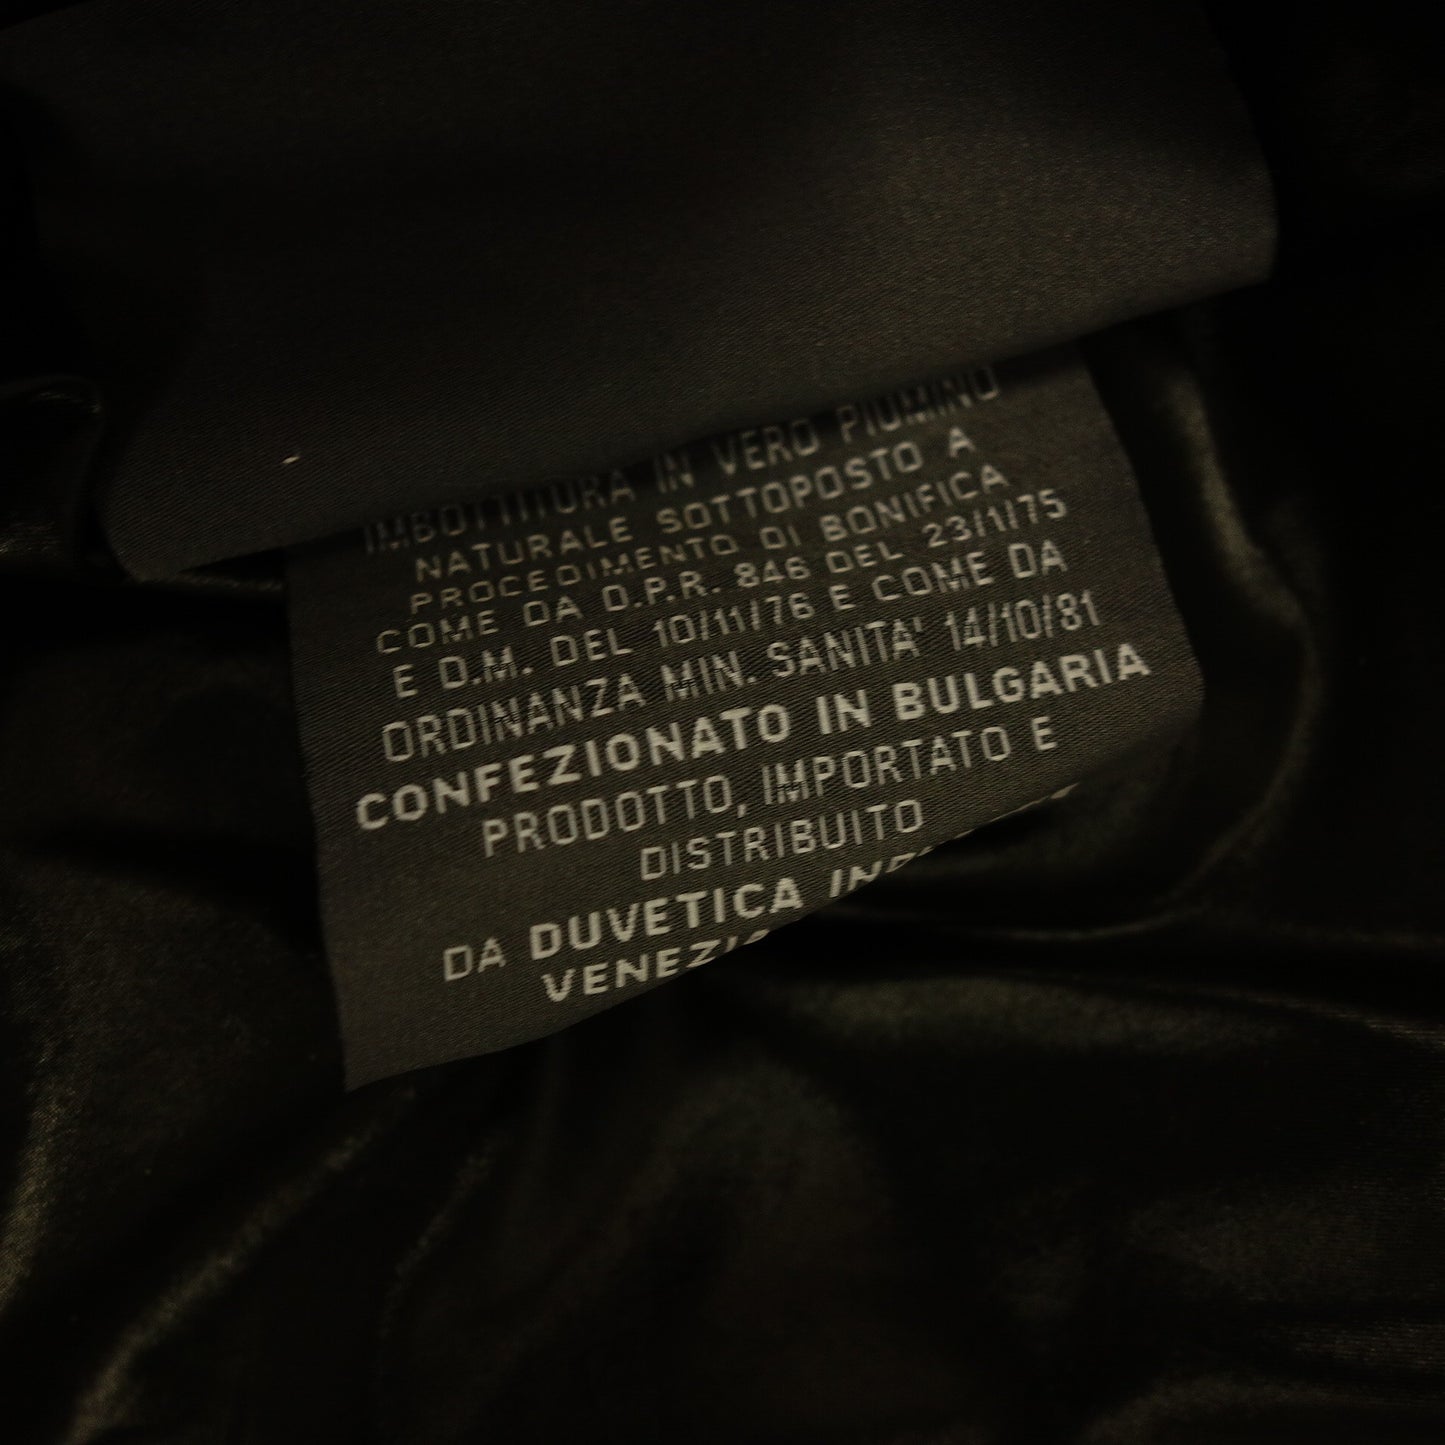 IMBOTTITURA IN VERO PIUMINO
NATURALE SOTTOPOSTO A
PROCEDIMENTO DI BONIFICA
COME DA D.P.R. 846 DEL 23/1/75
E D.M. DEL 10/11/76 E COME DA
ORDINANZA MIN. SANITA' 14/10/81
CONFEZIONATO IN BULGARIA
PRODOTTO, IMPORTATO E
DISTRIBUITO
DA DUVETICA
VENEZIA